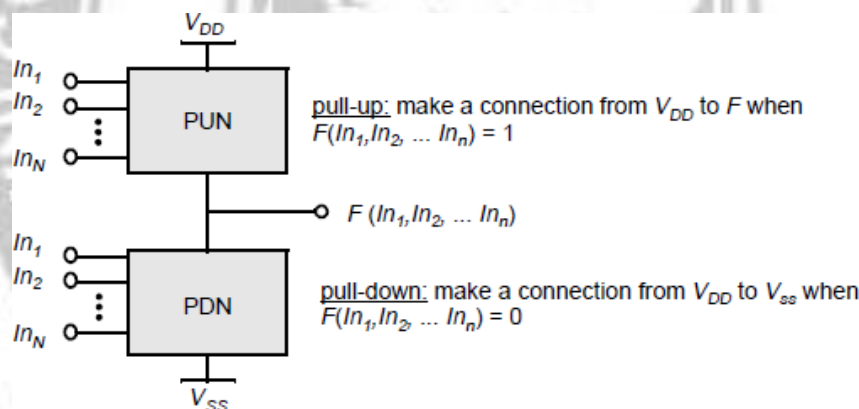 V_DD
In_1
In_2
In_N
PUN
pull-up: make a connection from V_DD to F when
F(In_1,In_2, ... In_n) = 1
F (In_1,In_2, ... In_n)
In_1
In_2
In_N
PDN
pull-down: make a connection from V_DD to V_ss when
F(In_1,In_2, ... In_n) = 0
V_SS